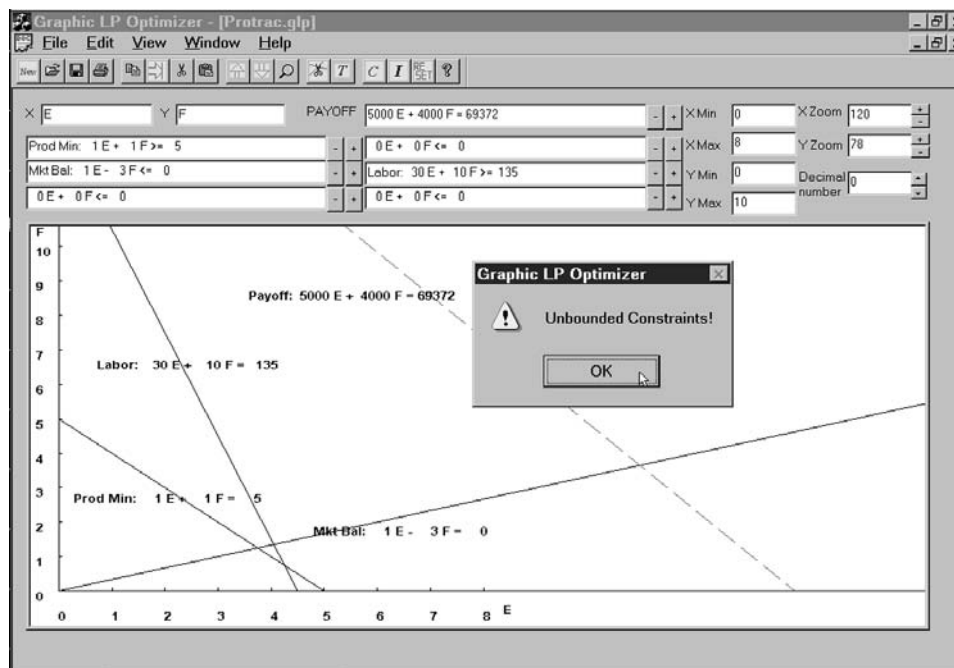 Graphic LP Optimizer - [Protrac.glp]
File Edit View Window Help
New T C I RE SET ?
X E Y F PAYOFF 5000 E + 4000 F = 69372 - + X Min 0 X Zoom 120 + -
Prod Min: 1 E + 1 F >= 5 - + 0 E + 0 F <= 0 - + X Max 8 Y Zoom 78 + -
Mkt Bal: 1 E - 3 F <= 0 - + Labor: 30 E + 10 F >= 135 - + Y Min 0 Decimal number 0
0 E + 0 F <= 0 - + 0 E + 0 F <= 0 - + Y Max 10
F
10
9
8
7
6
5
4
3
2
1
0
Payoff: 5000 E + 4000 F = 69372
Labor: 30 E + 10 F = 135
Prod Min: 1 E + 1 F = 5
Mkt Bal: 1 E - 3 F = 0
Graphic LP Optimizer
Unbounded Constraints!
OK
0 1 2 3 4 5 6 7 8 E